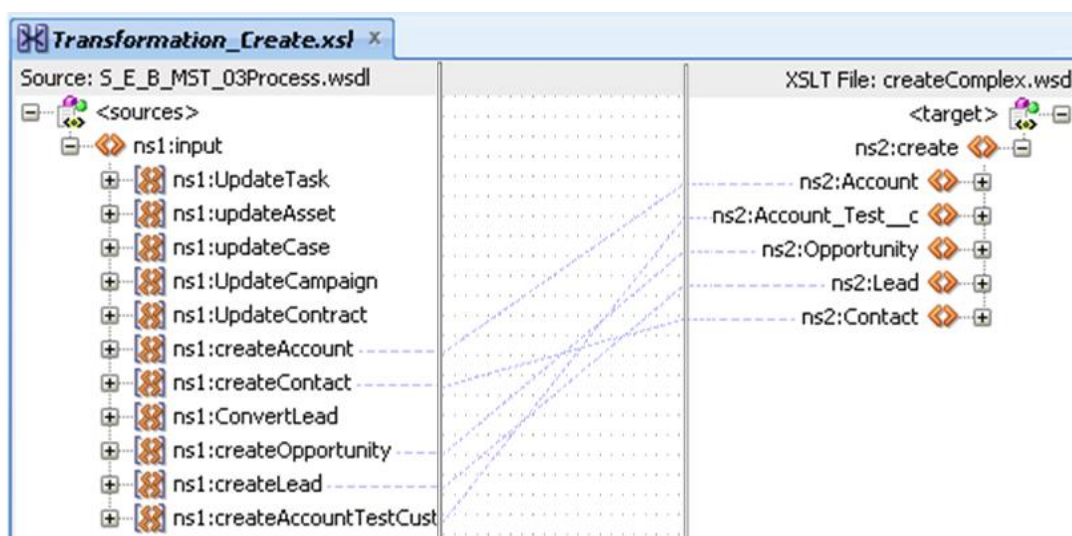 Transformation_Create.xsl
Source: S_E_B_MST_03Process.wsdl
XSLT File: createComplex.wsd
<sources>
<target>
ns1:input
ns2:create
ns1:UpdateTask
ns2:Account
ns1:updateAsset
ns2:Account_Test__c
ns1:updateCase
ns2:Opportunity
ns1:UpdateCampaign
ns2:Lead
ns1:UpdateContract
ns2:Contact
ns1:createAccount
ns1:createContact
ns1:ConvertLead
ns1:createOpportunity
ns1:createLead
ns1:createAccountTestCust